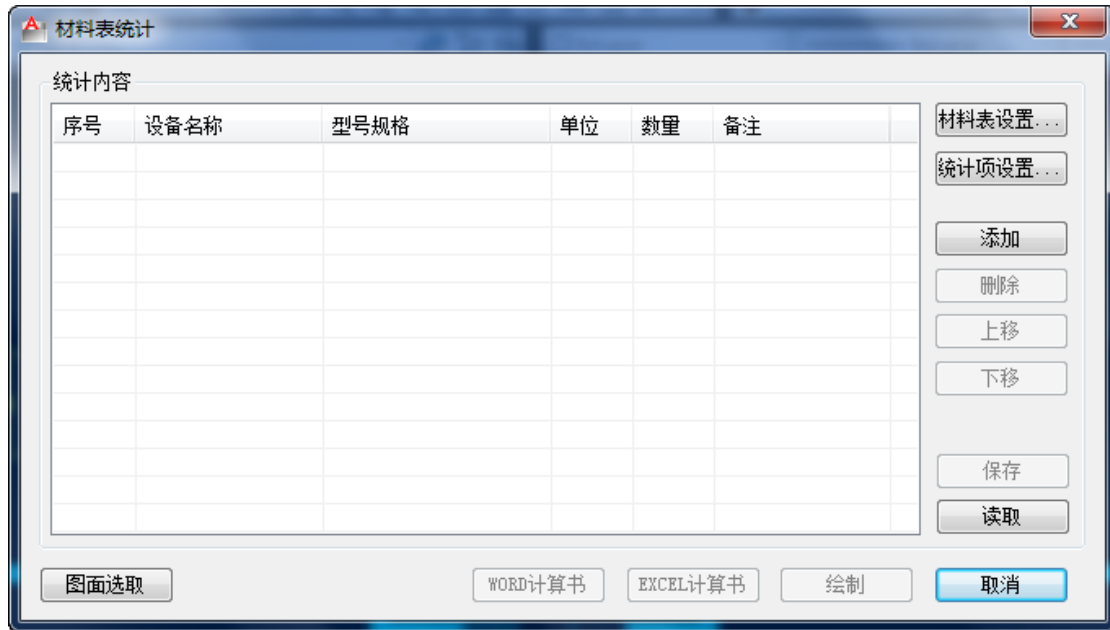 材料表统计
统计内容
序号 设备名称 型号规格 单位 数量 备注
材料表设置...
统计项设置...
添加
删除
上移
下移
保存
读取
图面选取 WORD计算书 EXCEL计算书 绘制 取消